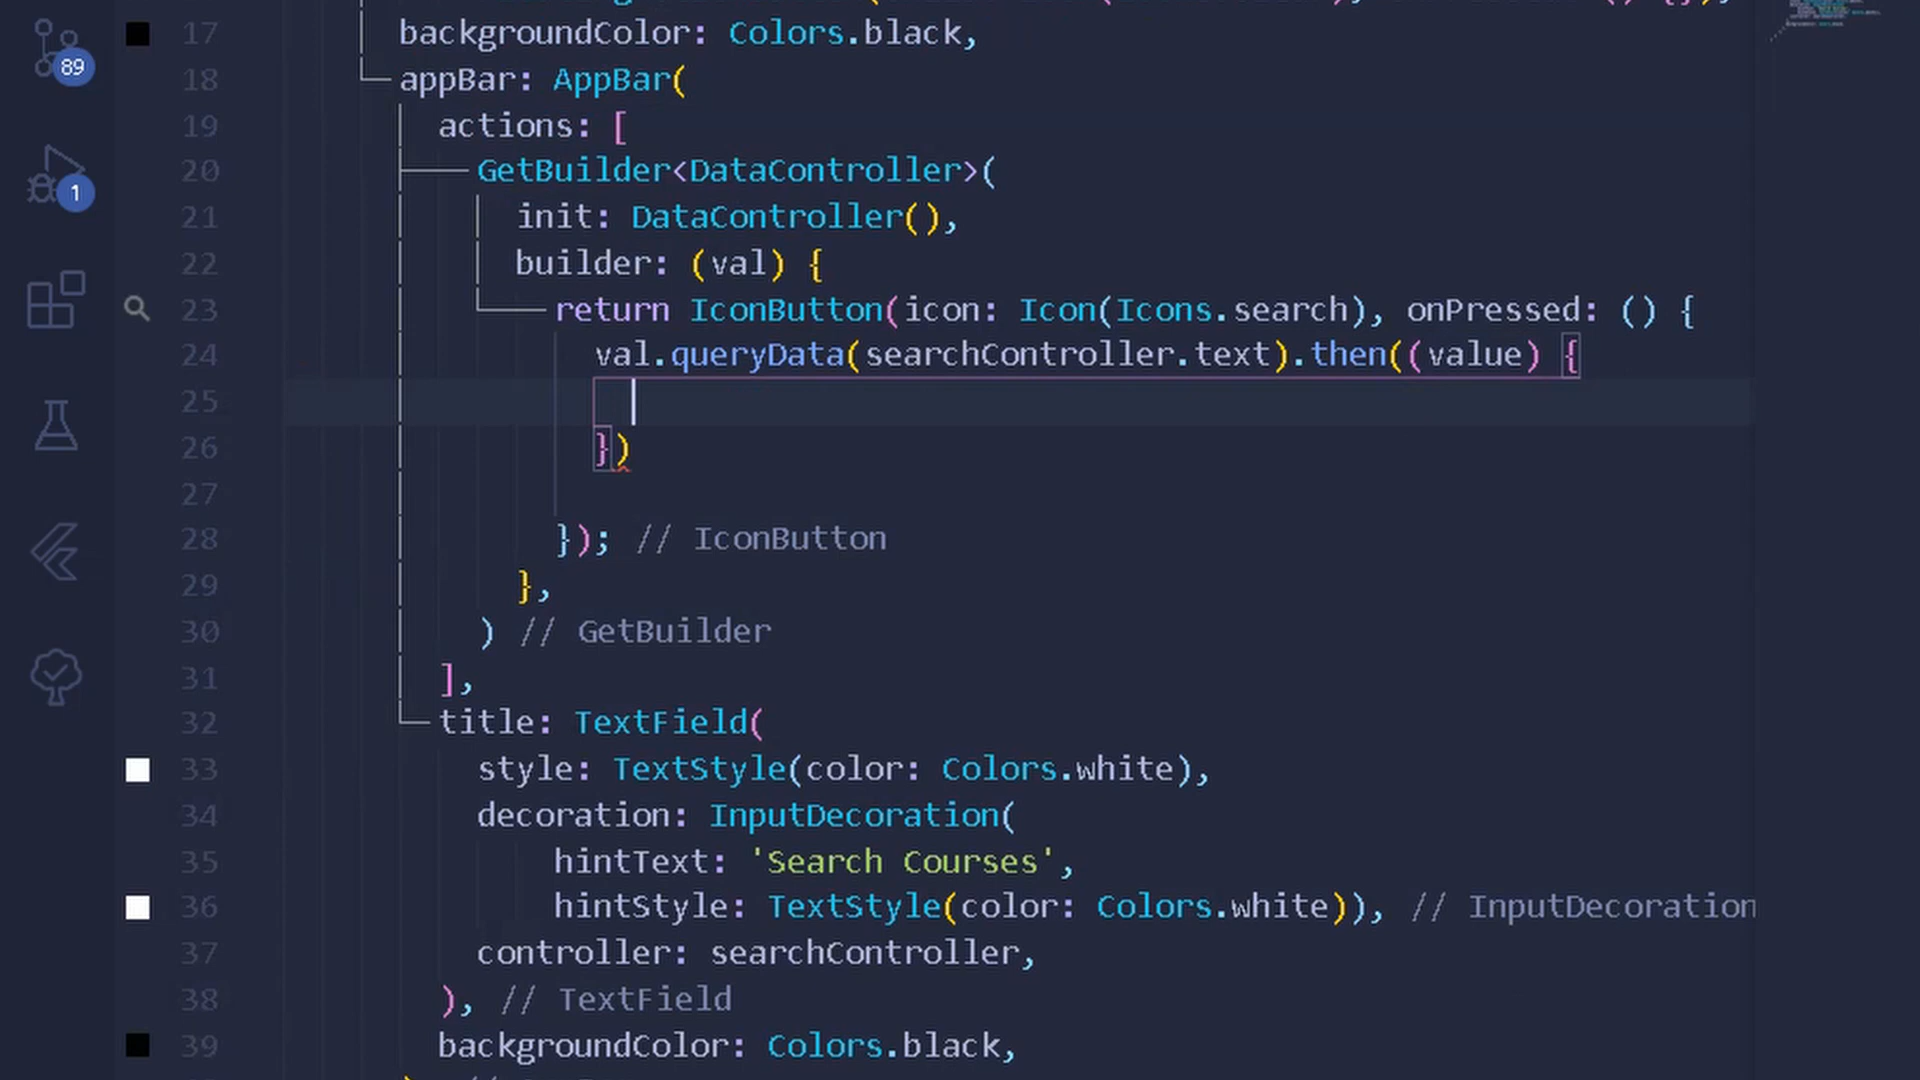 89
1
17 backgroundColor: Colors.black,
18 appBar: AppBar(
19 actions: [
20 GetBuilder<DataController>(
21 init: DataController(),
22 builder: (val) {
23 return IconButton(icon: Icon(Icons.search), onPressed: () {
24 val.queryData(searchController.text).then((value) {
25
26 })
27
28 }); // IconButton
29 },
30 ) // GetBuilder
31 ],
32 title: TextField(
33 style: TextStyle(color: Colors.white),
34 decoration: InputDecoration(
35 hintText: 'Search Courses',
36 hintStyle: TextStyle(color: Colors.white)), // InputDecoration
37 controller: searchController,
38 ), // TextField
39 backgroundColor: Colors.black,